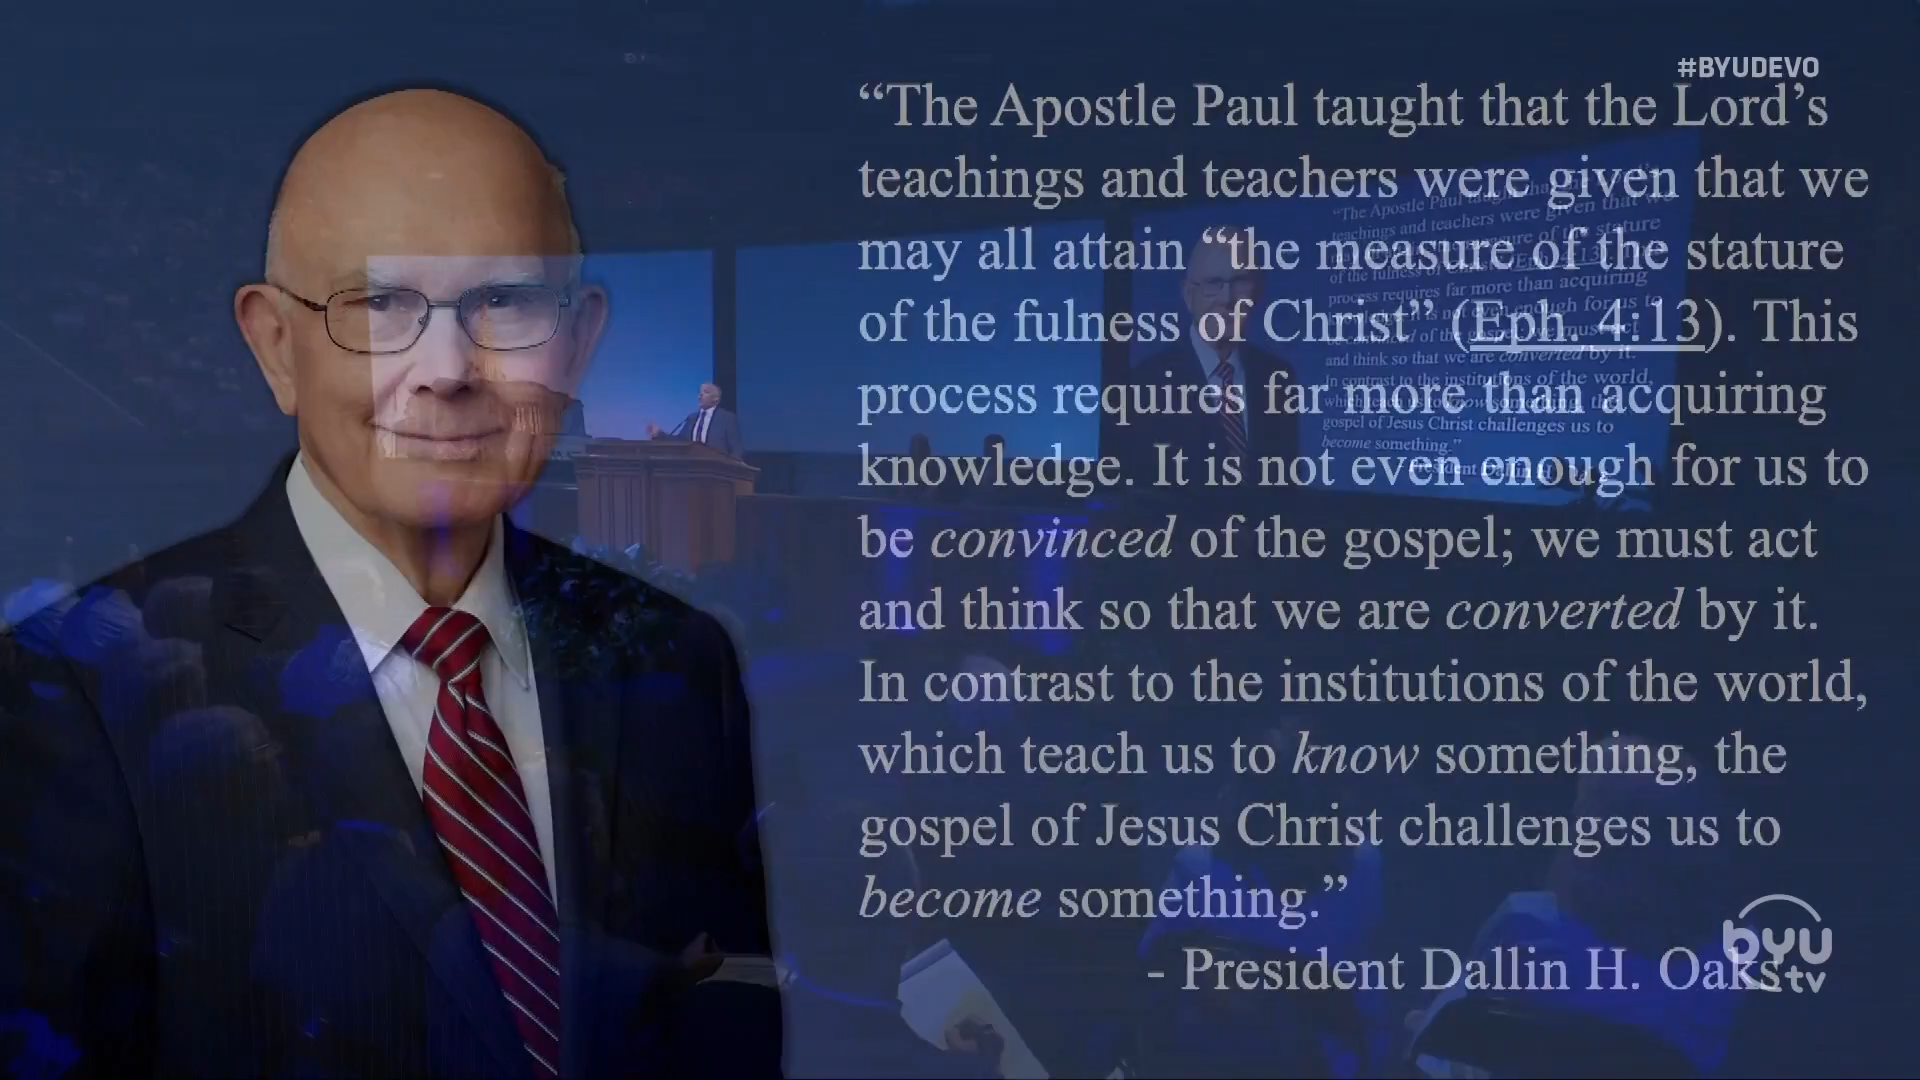 #BYUDEVO
“The Apostle Paul taught that the Lord’s
teachings and teachers were given that we
may all attain “the measure of the stature
of the fulness of Christ” (Eph. 4:13). This
process requires far more than acquiring
knowledge. It is not even enough for us to
be convinced of the gospel; we must act
and think so that we are converted by it.
In contrast to the institutions of the world,
which teach us to know something, the
gospel of Jesus Christ challenges us to
become something.”
- President Dallin H. Oaks
byu
tv